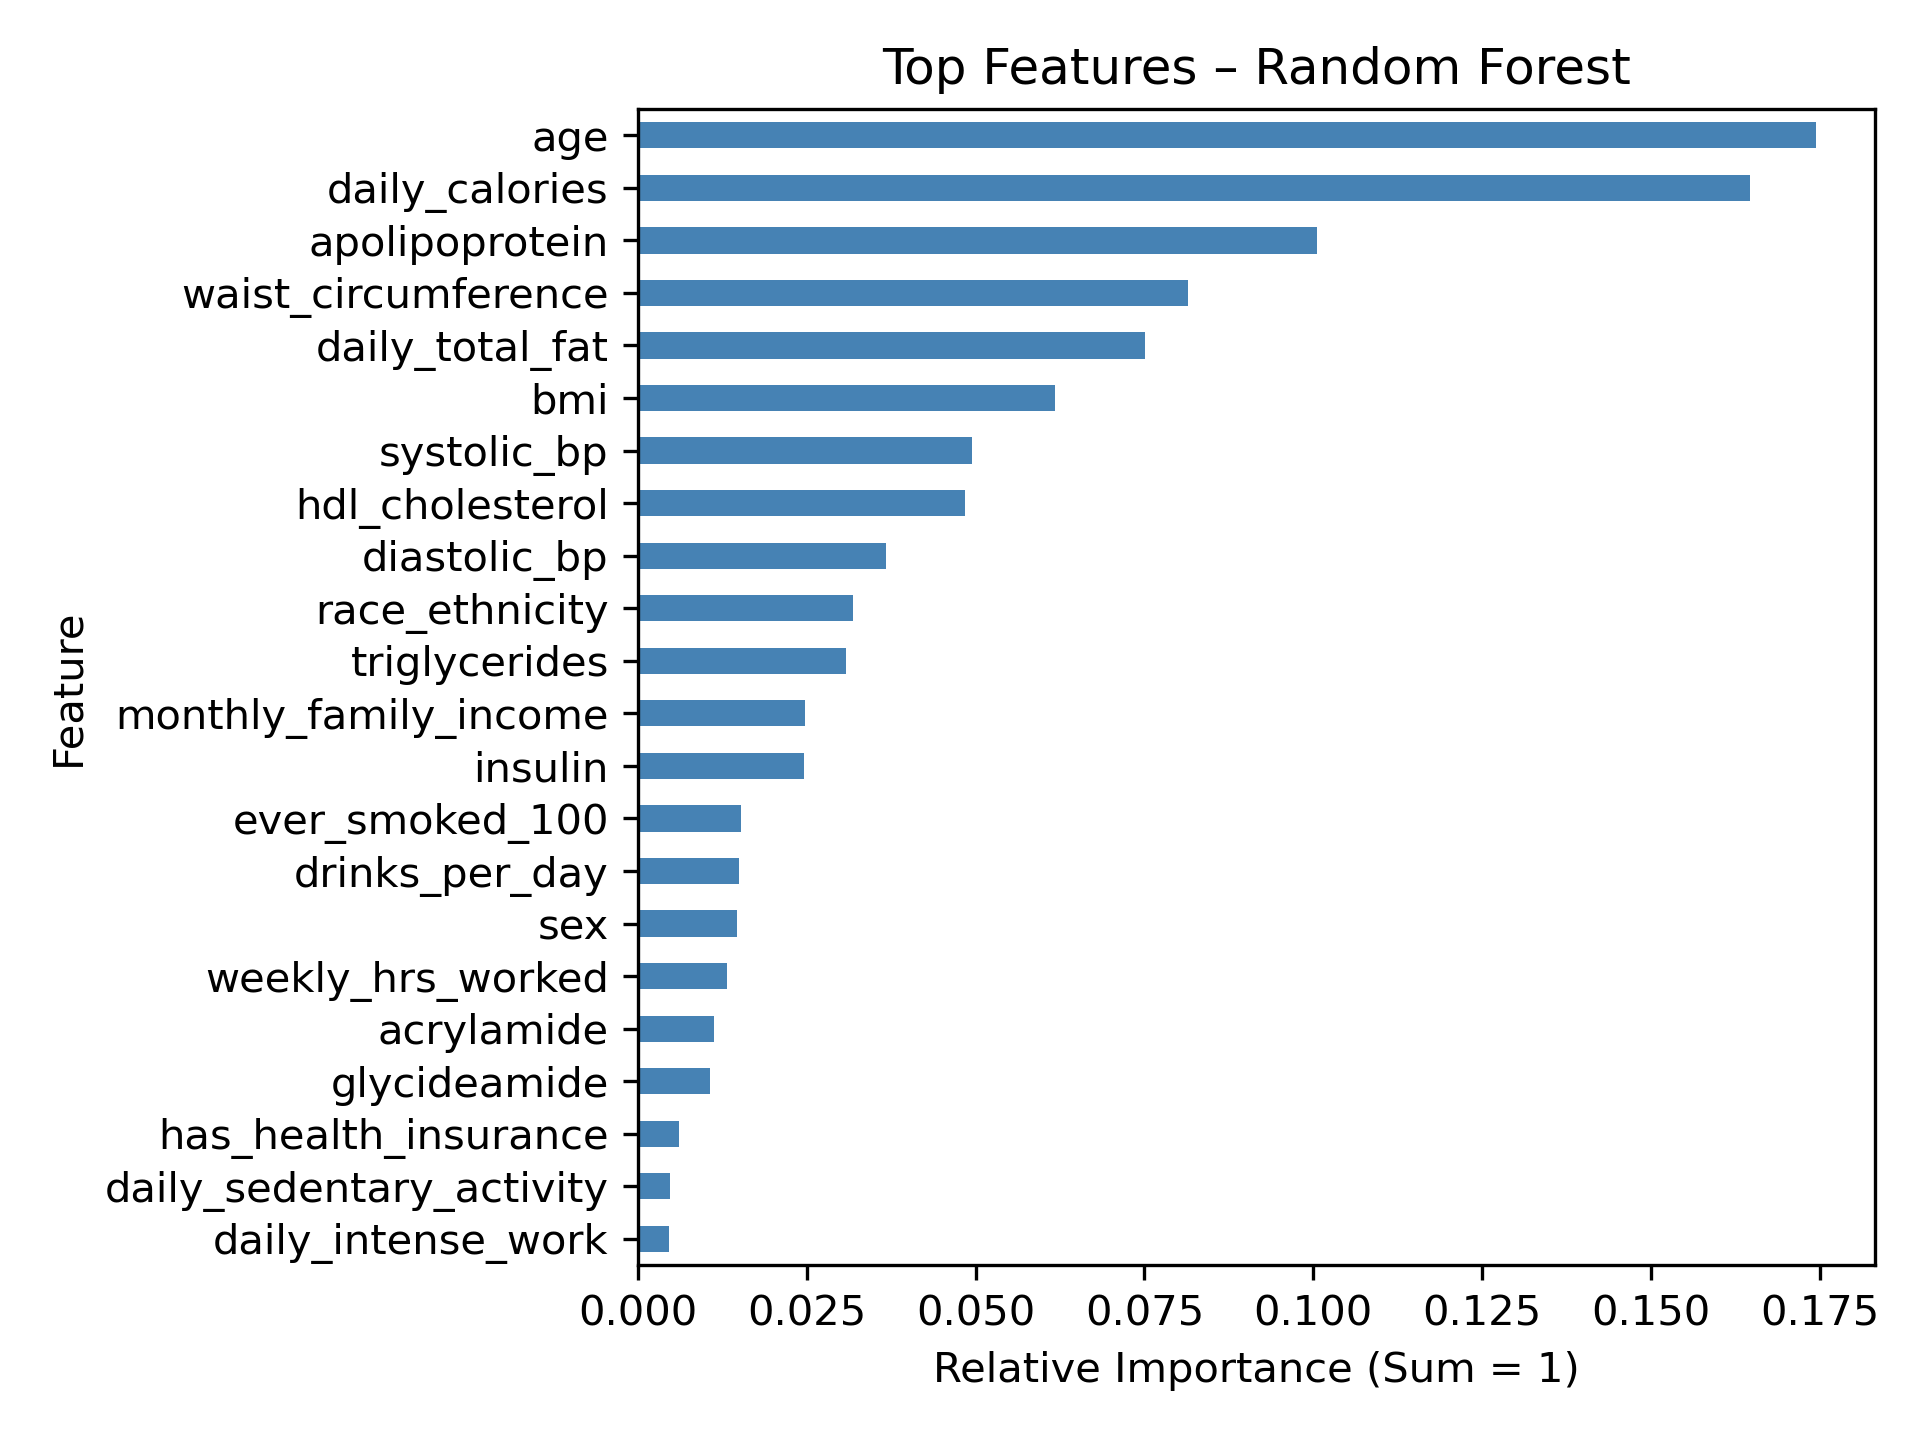 Top Features – Random Forest
age
daily_calories
apolipoprotein
waist_circumference
daily_total_fat
bmi
systolic_bp
hdl_cholesterol
diastolic_bp
race_ethnicity
triglycerides
monthly_family_income
insulin
ever_smoked_100
drinks_per_day
sex
weekly_hrs_worked
acrylamide
glycideamide
has_health_insurance
daily_sedentary_activity
daily_intense_work
Feature
0.000 0.025 0.050 0.075 0.100 0.125 0.150 0.175
Relative Importance (Sum = 1)